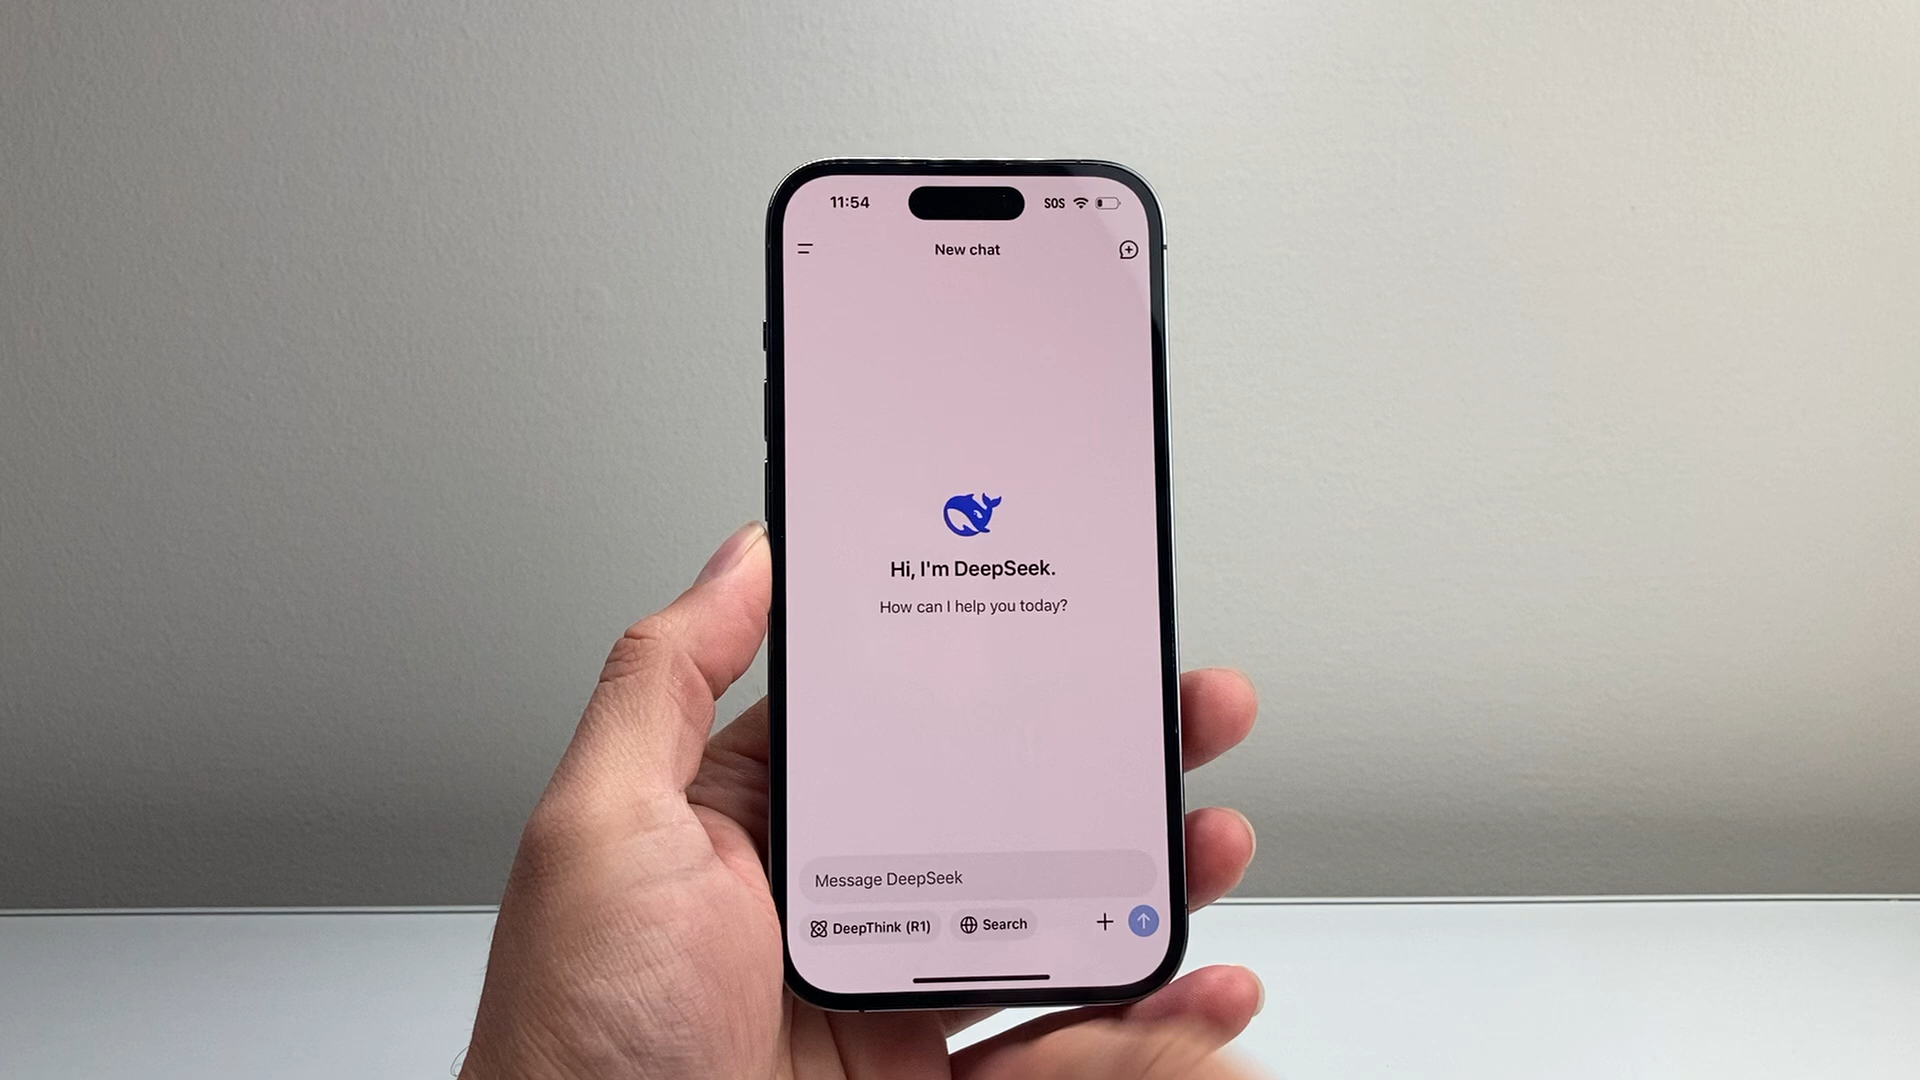 11:54
SOS
New chat
Hi, I'm DeepSeek.
How can I help you today?
Message DeepSeek
DeepThink (R1)
Search